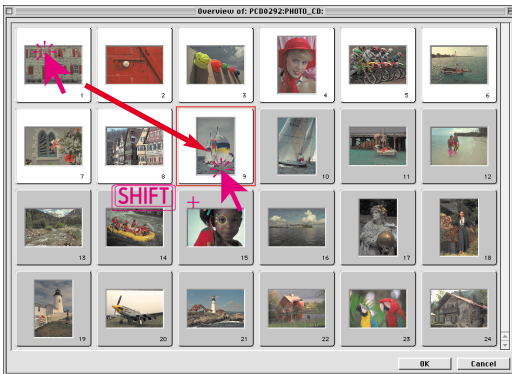 Overview of: PCD0292:PHOTO_CD:
1 2 3 4 5 6
7 8 9 10 11 12
SHIFT +
13 14 15 16 17 18
19 20 21 22 23 24
OK Cancel